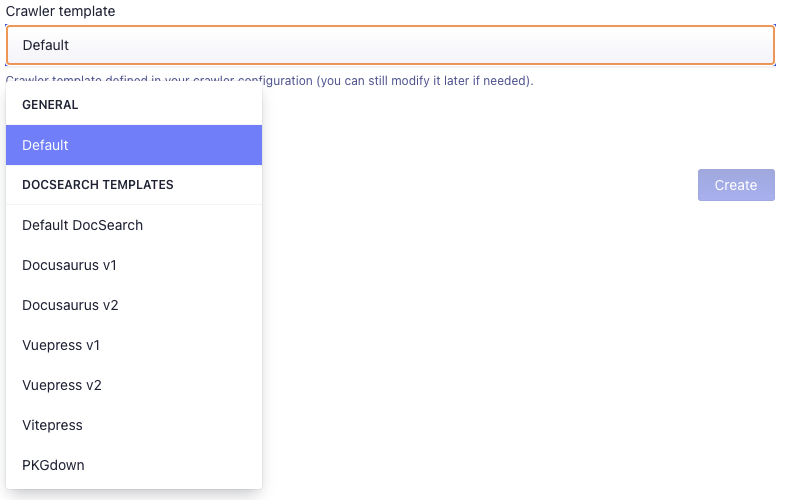 Crawler template
Default
Crawler template defined in your crawler configuration (you can still modify it later if needed).
GENERAL
Default
DOCSEARCH TEMPLATES
Create
Default DocSearch
Docusaurus v1
Docusaurus v2
Vuepress v1
Vuepress v2
Vitepress
PKGdown